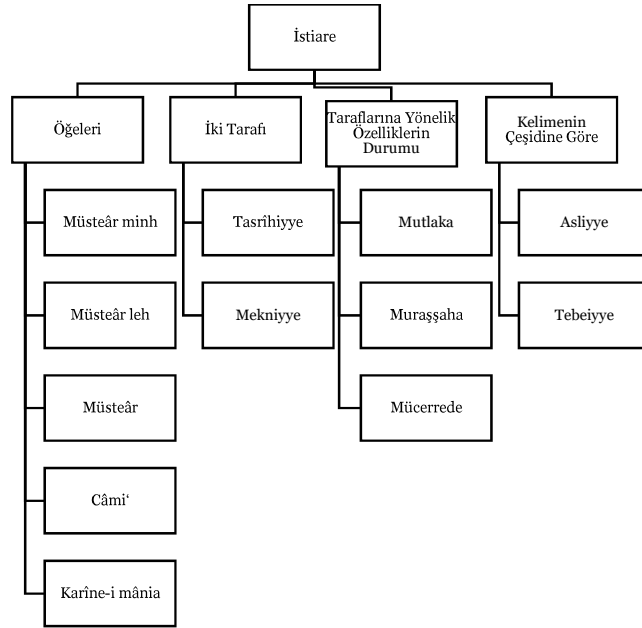 İstiare
Öğeleri
İki Tarafı
Taraflarına Yönelik
Özelliklerin
Durumu
Kelimenin
Çeşidine Göre
Müsteâr minh
Tasrîhiyye
Mutlaka
Asliyye
Müsteâr leh
Mekniyye
Muraşşaha
Tebeiyye
Müsteâr
Mücerrede
Câmi‘
Karîne-i mânia